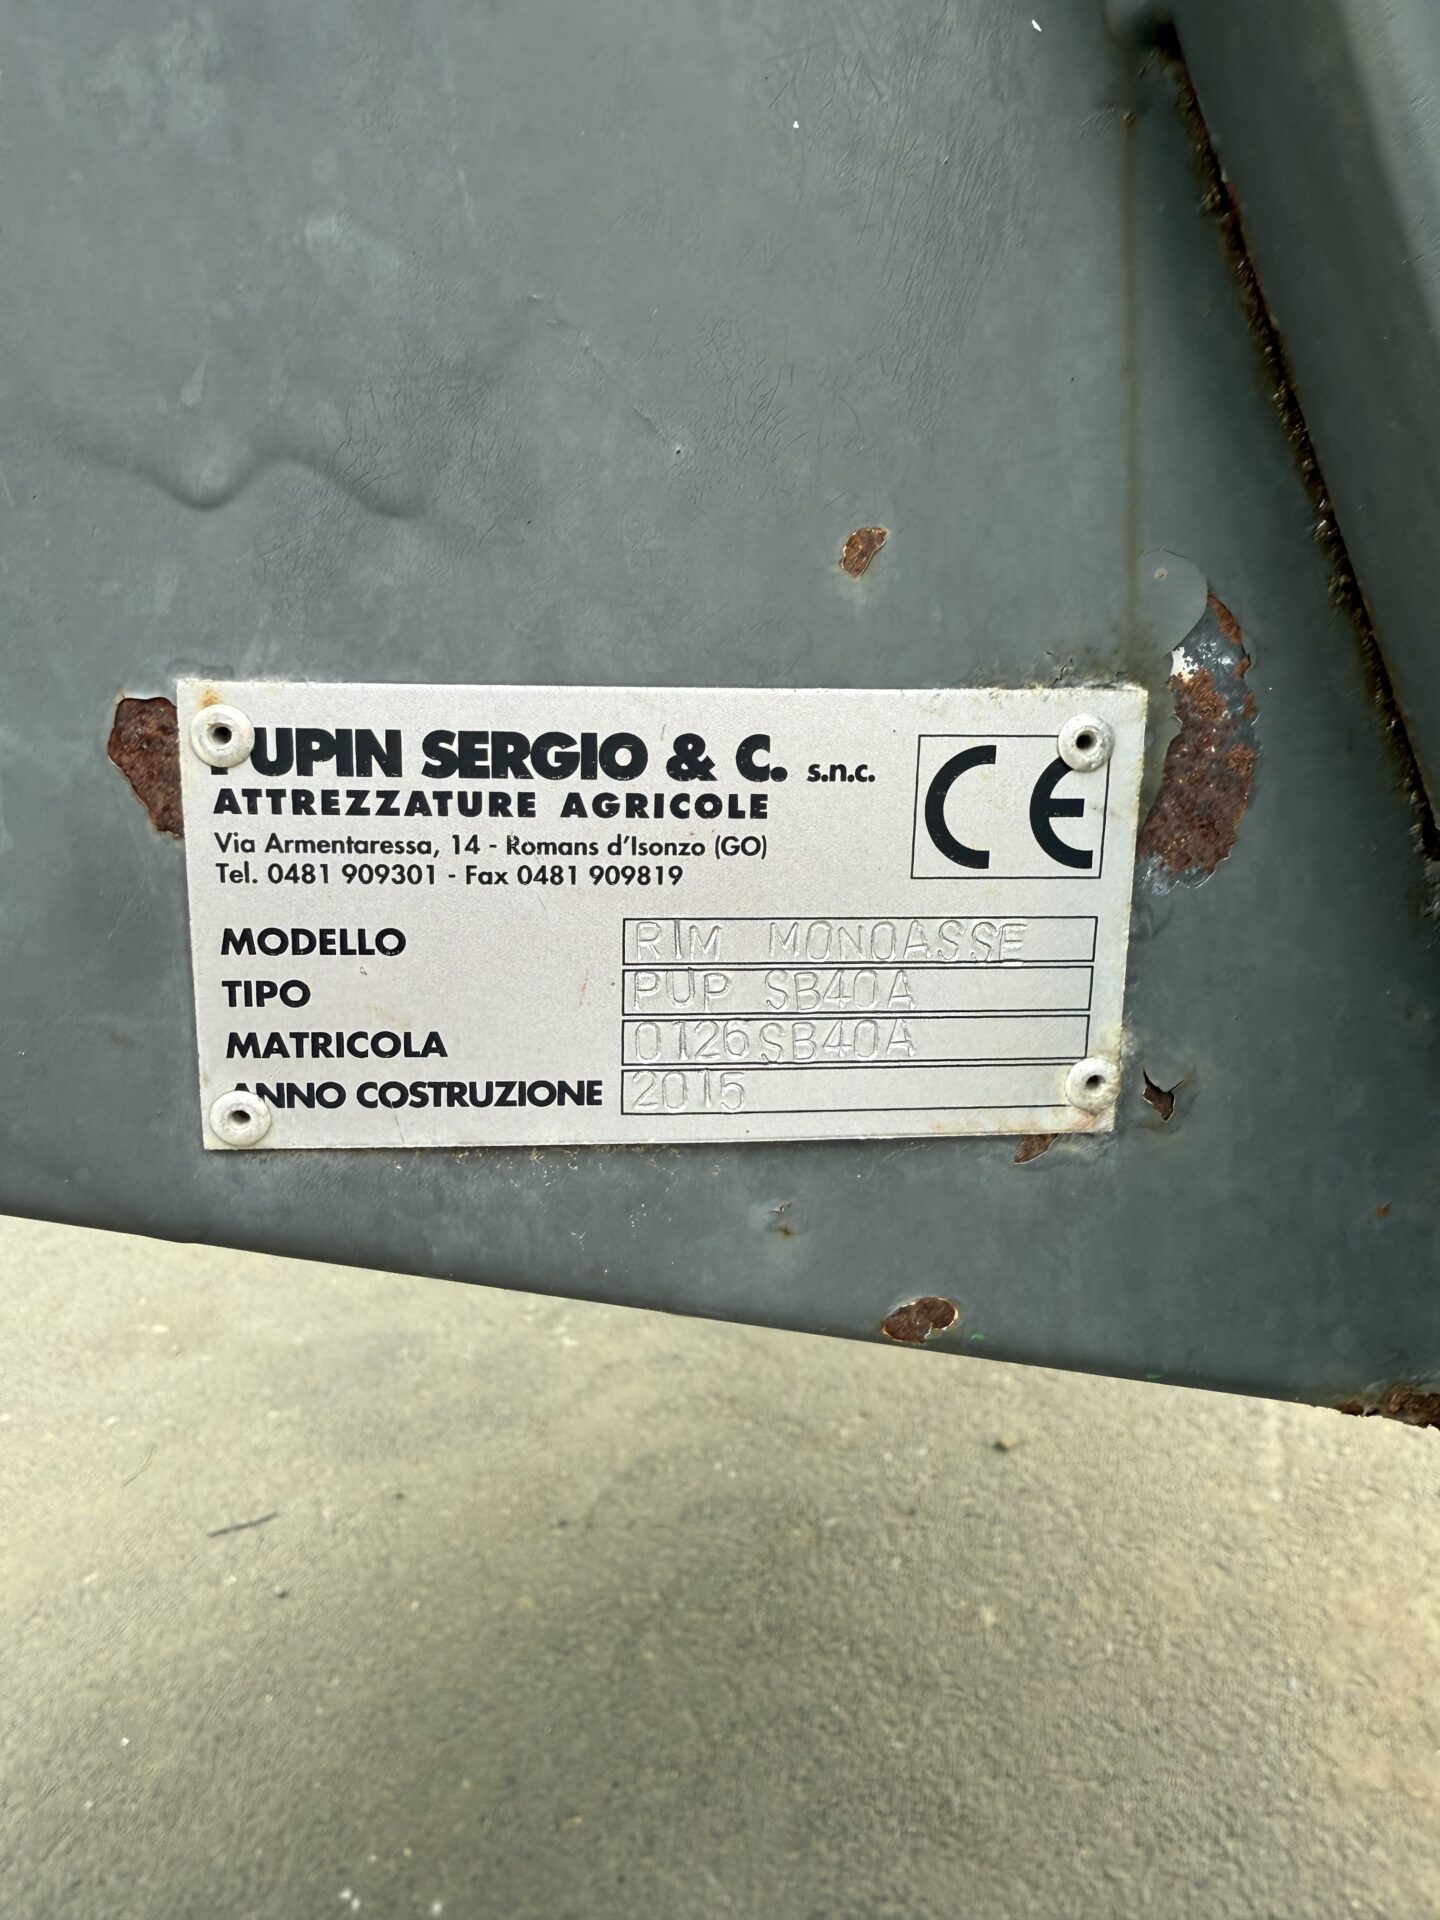 PUPIN SERGIO & C. s.n.c.
ATTREZZATURE AGRICOLE
Via Armentaressa, 14 - Romans d'Isonzo (GO)
Tel. 0481 909301 - Fax 0481 909819
CE
MODELLO RIM MONOASSE
TIPO PUP SB40A
MATRICOLA 0126SB40A
ANNO COSTRUZIONE 2015